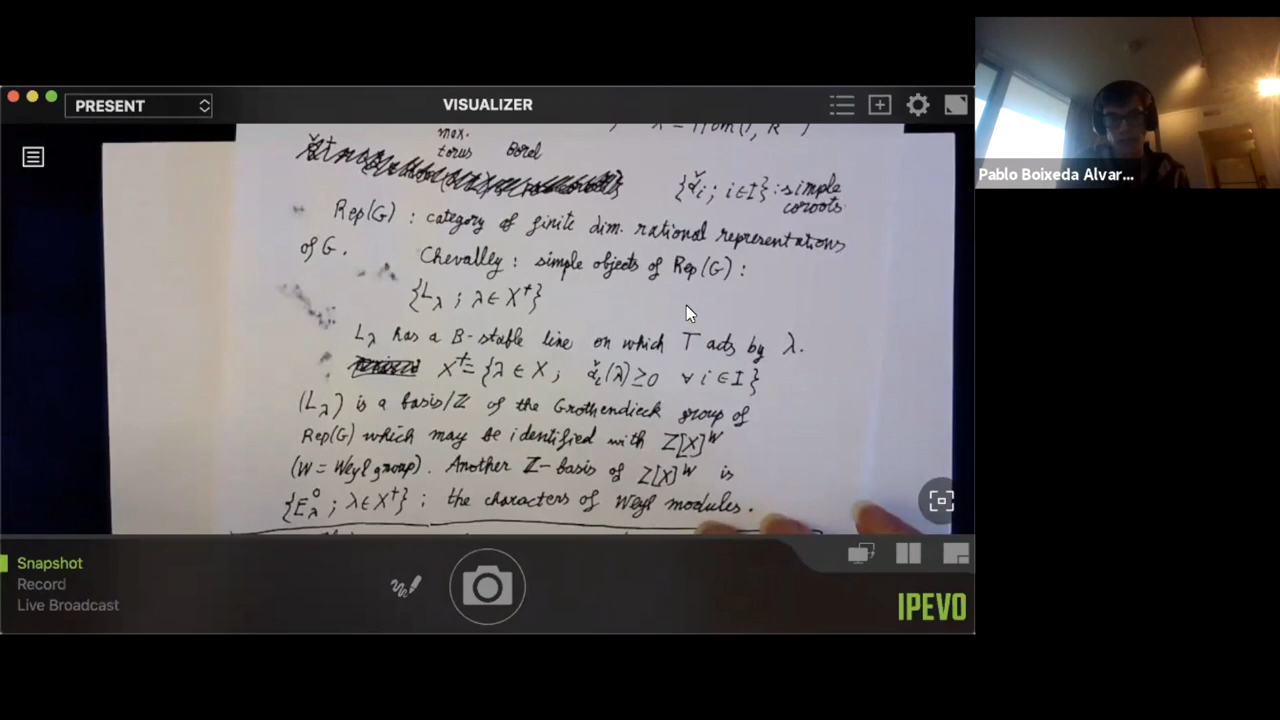 PRESENT
VISUALIZER
max.
torus Borel
{α̌i ; i∈I} : simple
coroots
Rep(G) : category of finite dim. rational representations
of G. Chevalley : simple objects of Rep(G) :
{Lλ ; λ ∈ X⁺}
Lλ has a B-stable line on which T acts by λ.
X⁺= {λ ∈ X ; α̌i(λ) ≥ 0 ∀ i ∈ I}
(Lλ) is a basis/ℤ of the Grothendieck group of
Rep(G) which may be identified with Z[X]ᵂ
(W = Weyl group). Another Z-basis of Z[X]ᵂ is
{E⁰λ ; λ∈X⁺} ; the characters of Weyl modules.
Snapshot
Record
Live Broadcast
IPEVO
Pablo Boixeda Alvar...